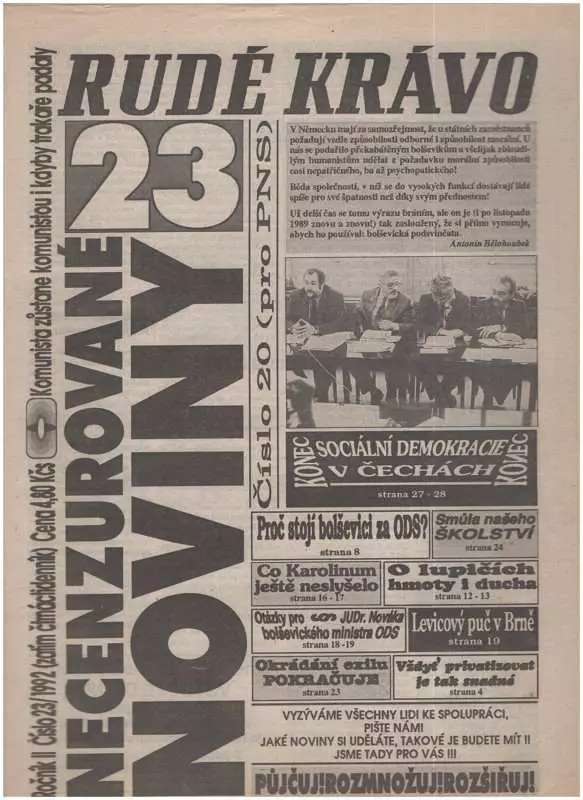 RUDÉ KRÁVO
Ročník II Číslo 23/1992 (zatím čtrnáctideník) Cena 4,80 Kčs
Komunista zůstane komunistou i kdyby trakaře padaly
NECENZUROVANÉ
23
NOVINY
Číslo 20 (pro PNS)
V Německu mají za samozřejmost, že u státních zaměstnanců
požadují vedle způsobilosti odborné i způsobilost morální. U
nás se podařilo překabátěným bolševikům a všelijak zbloudi-
lým humanistům udělat z požadavku morální způsobilosti
cosi nepatřičného, ba až psychopatického!
Běda společnosti, v níž se do vysokých funkcí dostávají lidé
spíše pro své špatnosti než díky svým přednostem!
Už delší čas se tomu výrazu bráním, ale on je (i po listopadu
1989 znovu a znovu!) tak zasloužený, že si přímo vynucuje,
abych ho používal: bolševická podsvinčata.
Antonín Bělohoubek
KONEC
SOCIÁLNÍ DEMOKRACIE
V ČECHÁCH
KONEC
strana 27 - 28
Proč stojí bolševici za ODS?
strana 8
Smůla našeho
ŠKOLSTVÍ
strana 24
Co Karolinum
ještě neslyšelo
strana 16 - 17
O lupičích
hmoty i ducha
strana 12 - 13
Otázky pro JUDr. Nováka
bolševického ministra ODS
strana 18 -19
Levicový puč v Brně
strana 19
Okrádání exilu
POKRAČUJE
strana 23
Vždyť privatizovat
je tak snadné
strana 4
VYZÝVÁME VŠECHNY LIDI KE SPOLUPRÁCI,
PIŠTE NÁM!
JAKÉ NOVINY SI UDĚLÁTE, TAKOVÉ JE BUDETE MÍT !!
JSME TADY PRO VÁS !!!
PŮJČUJ!ROZMNOŽUJ!ROZŠIŘUJ!